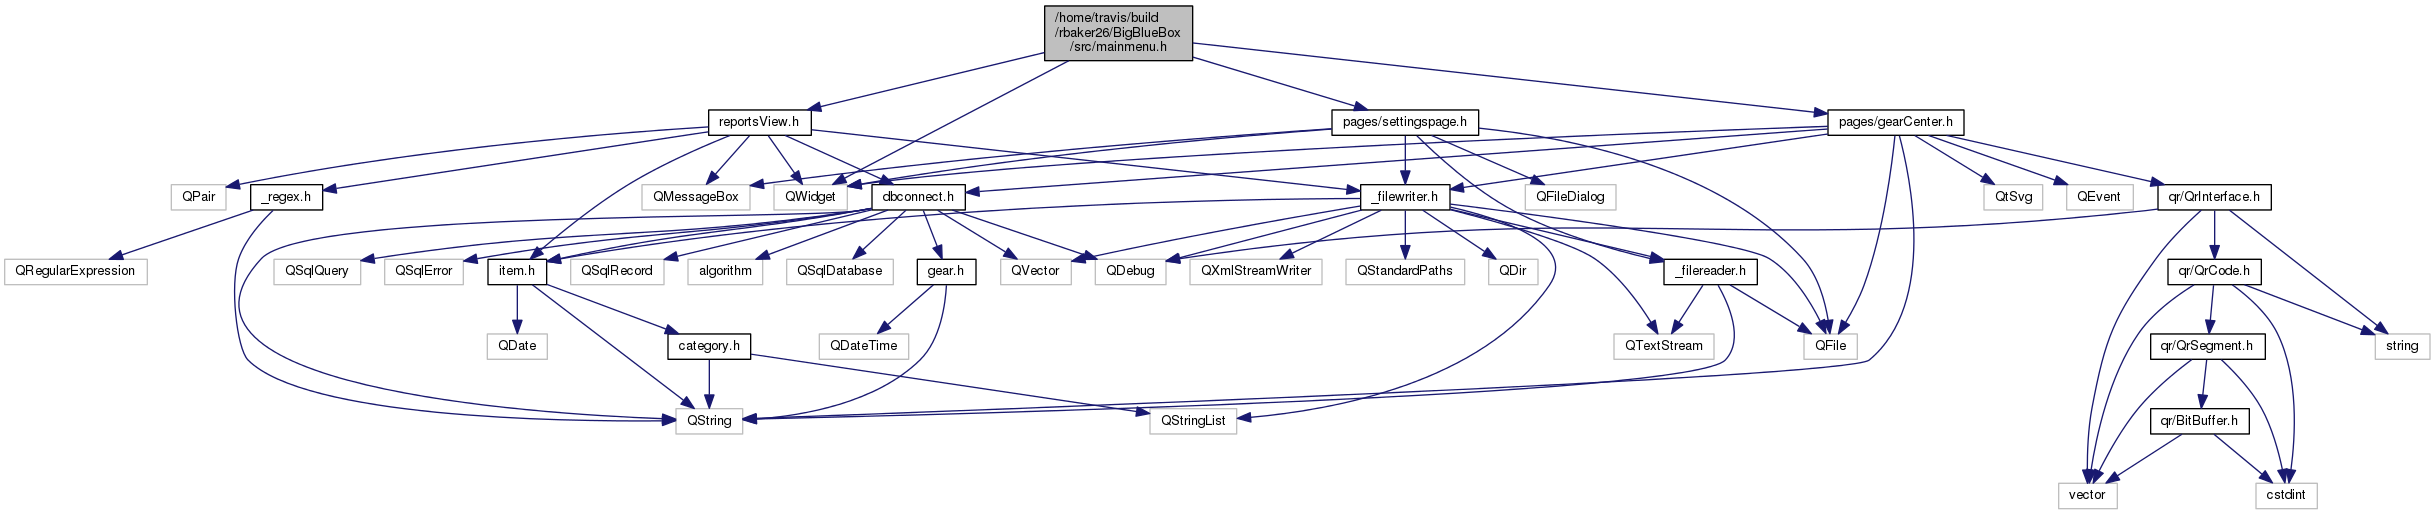 /home/travis/build
/rbaker26/BigBlueBox
/src/mainmenu.h
reportsView.h
pages/settingspage.h
pages/gearCenter.h
QPair
_regex.h
QMessageBox
QWidget
dbconnect.h
_filewriter.h
QFileDialog
QtSvg
QEvent
qr/QrInterface.h
QRegularExpression
QSqlQuery
QSqlError
item.h
QSqlRecord
algorithm
QSqlDatabase
gear.h
QVector
QDebug
QXmlStreamWriter
QStandardPaths
QDir
_filereader.h
qr/QrCode.h
QDate
category.h
QDateTime
QTextStream
QFile
qr/QrSegment.h
string
QString
QStringList
qr/BitBuffer.h
vector
cstdint